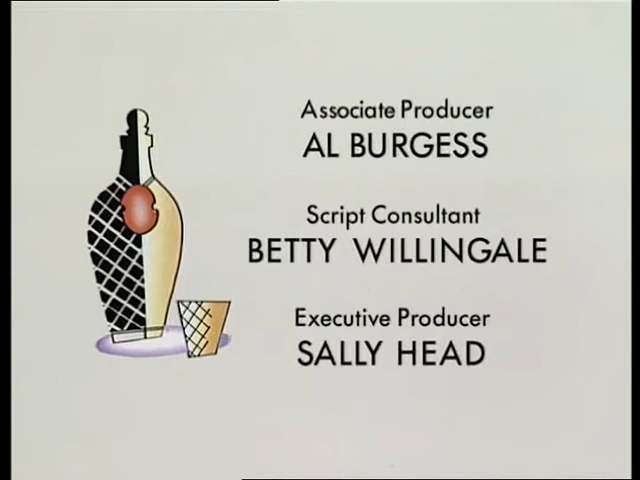 Associate Producer
AL BURGESS
Script Consultant
BETTY WILLINGALE
Executive Producer
SALLY HEAD